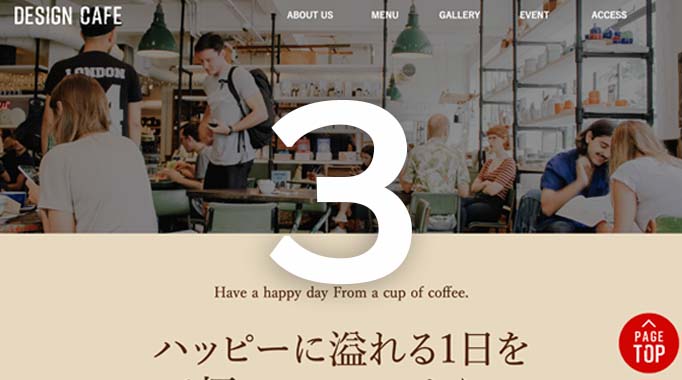 DESIGN CAFE
ABOUT US
MENU
GALLERY
EVENT
ACCESS
LONDON
4
3
Have a happy day From a cup of coffee.
ハッピーに溢れる1日を
PAGE
TOP